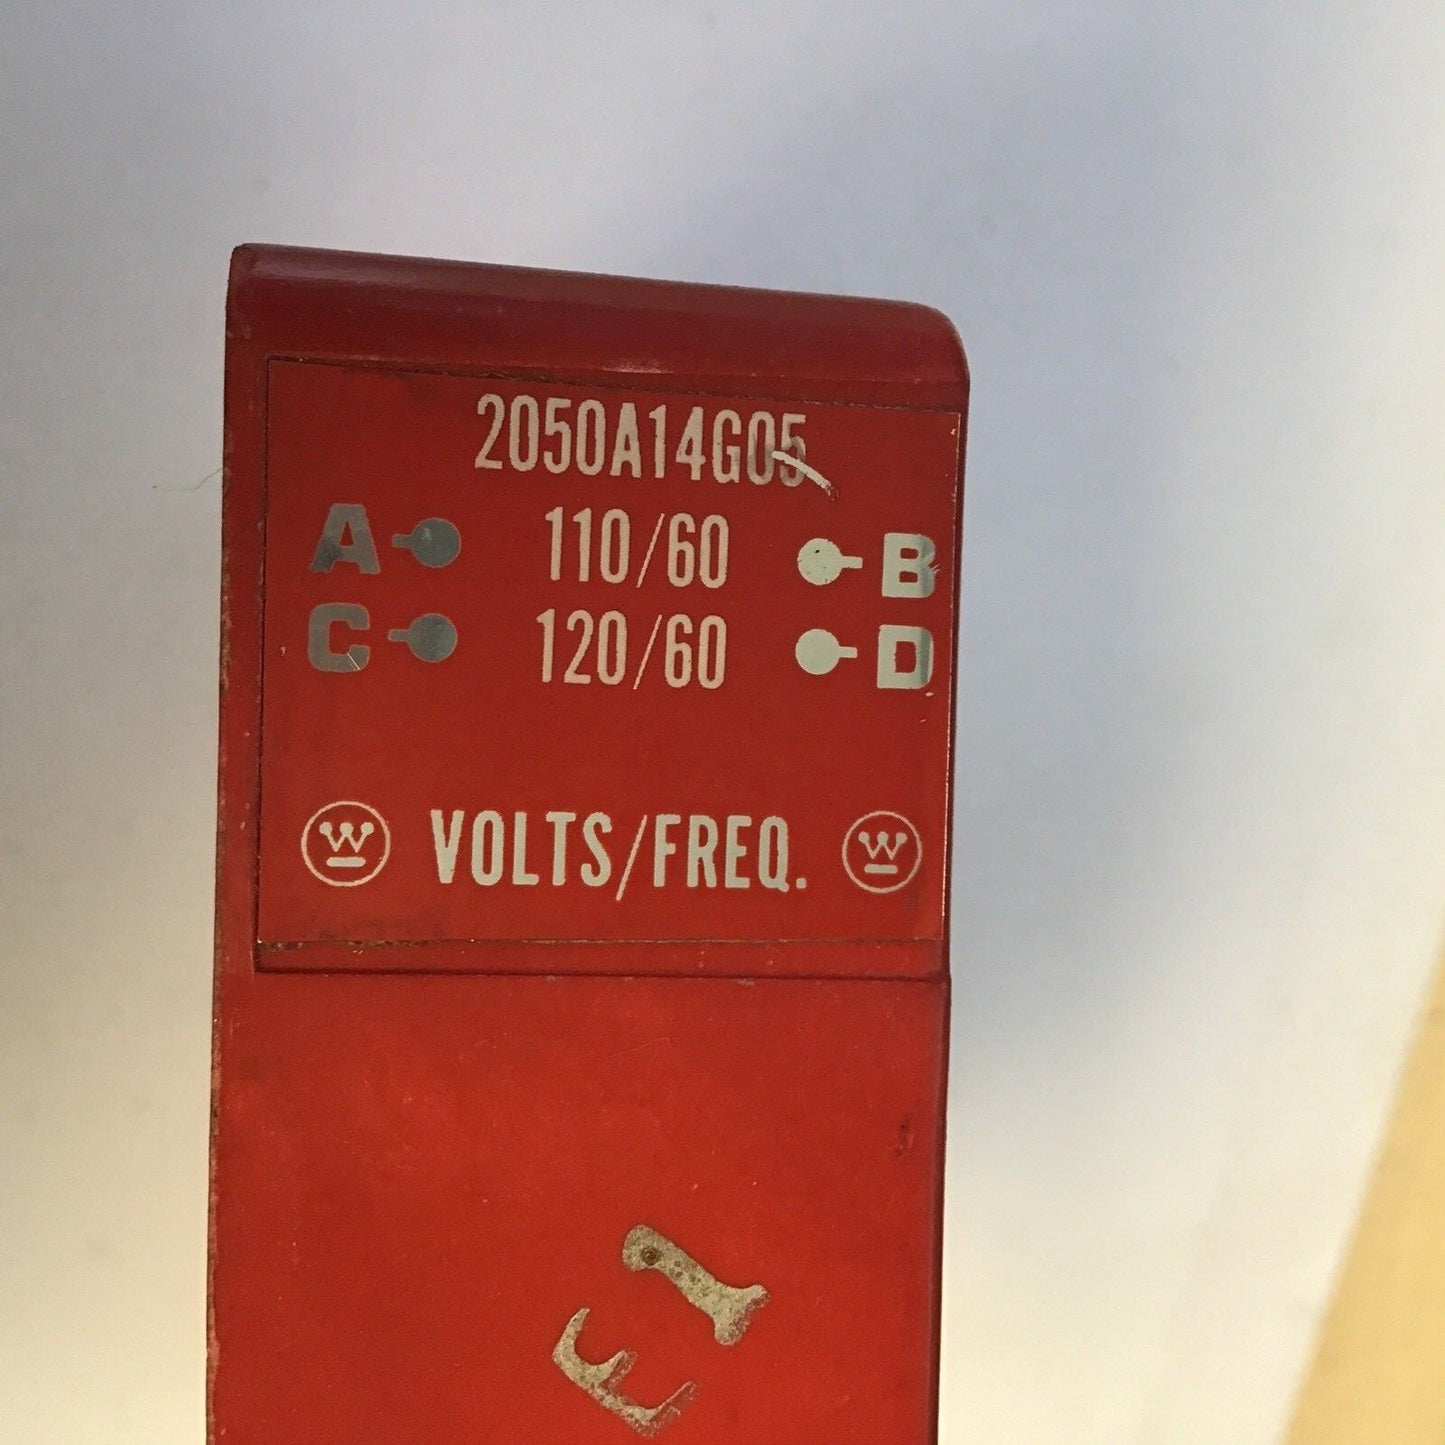 2050A14G05
A 110/60 B
C 120/60 D
W VOLTS/FREQ. W